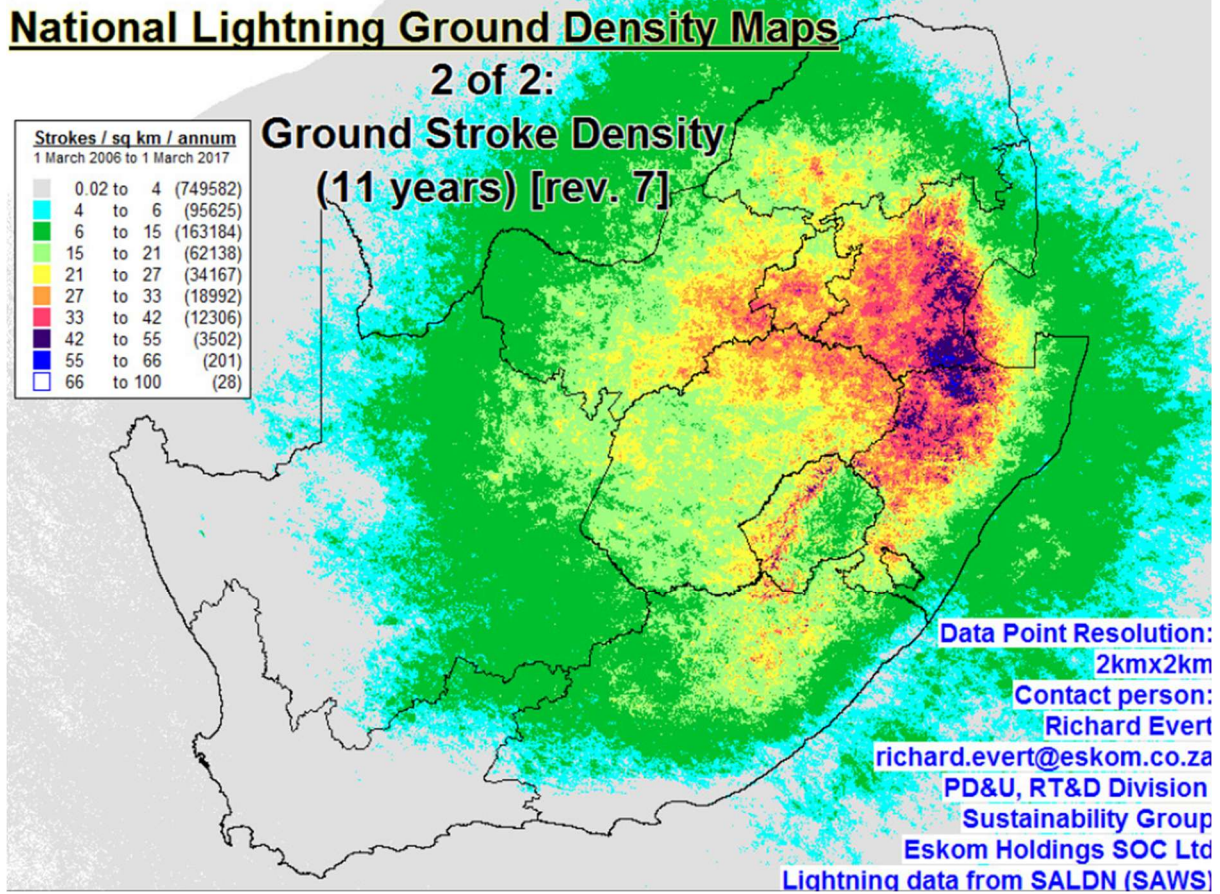 National Lightning Ground Density Maps
2 of 2:
Ground Stroke Density
(11 years) [rev. 7]
Strokes / sq km / annum
1 March 2006 to 1 March 2017
0.02 to 4 (749582)
4 to 6 (95625)
6 to 15 (163184)
15 to 21 (62138)
21 to 27 (34167)
27 to 33 (18992)
33 to 42 (12306)
42 to 55 (3502)
55 to 66 (201)
66 to 100 (28)
Data Point Resolution:
2kmx2km
Contact person:
Richard Evert
richard.evert@eskom.co.za
PD&U, RT&D Division
Sustainability Group
Eskom Holdings SOC Ltd
Lightning data from SALDN (SAWS)